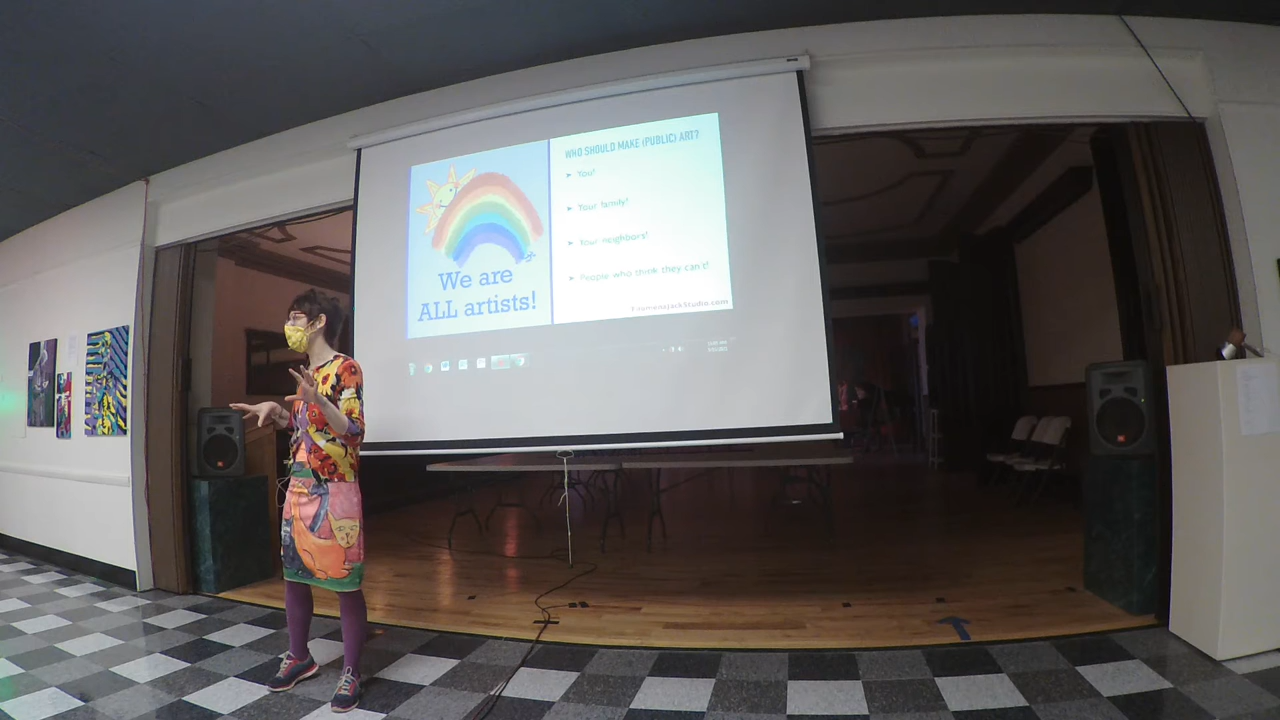 We are
ALL artists!
WHO SHOULD MAKE (PUBLIC) ART?
➤ You!
➤ Your family!
➤ Your neighbors!
➤ People who think they can't!